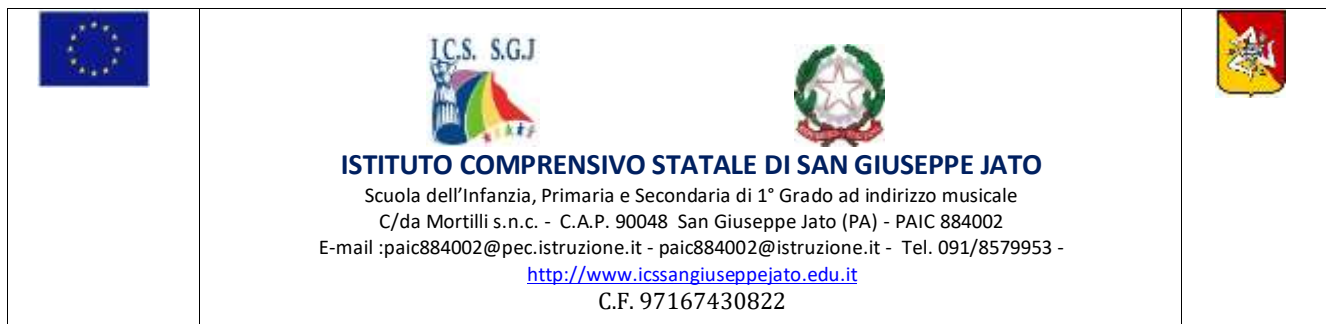 I.C.S. S.G.J
ISTITUTO COMPRENSIVO STATALE DI SAN GIUSEPPE JATO
Scuola dell’Infanzia, Primaria e Secondaria di 1° Grado ad indirizzo musicale
C/da Mortilli s.n.c. - C.A.P. 90048 San Giuseppe Jato (PA) - PAIC 884002
E-mail :paic884002@pec.istruzione.it - paic884002@istruzione.it - Tel. 091/8579953 -
http://www.icssangiuseppejato.edu.it
C.F. 97167430822